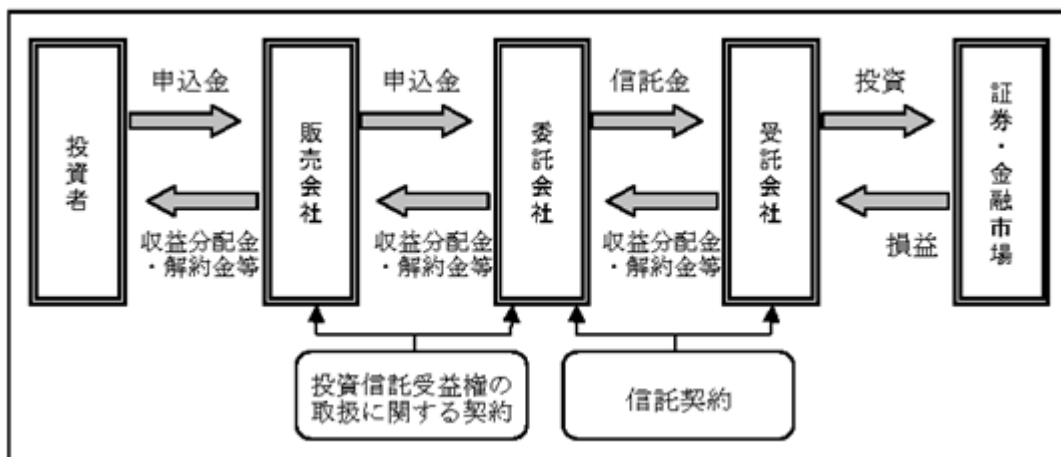 申込金
申込金
信託金
投資
投資者
販売会社
委託会社
受託会社
証券・金融市場
収益分配金
・解約金等
収益分配金
・解約金等
収益分配金
・解約金等
損益
投資信託受益権の
取扱に関する契約
信託契約